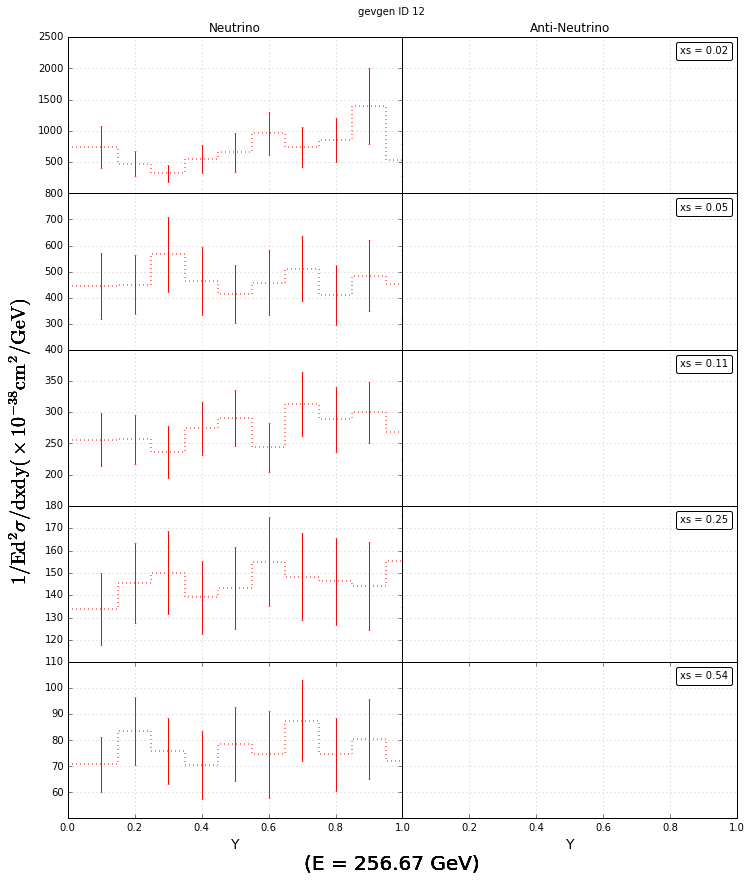 gevgen ID 12
Neutrino Anti-Neutrino
2500
2000
1500
1000
500
xs = 0.02
800
700
600
500
400
300
xs = 0.05
400
350
300
250
200
xs = 0.11
180
170
160
150
140
130
120
xs = 0.25
110
100
90
80
70
60
xs = 0.54
0.0 0.2 0.4 0.6 0.8 1.0 0.2 0.4 0.6 0.8 1.0
Y Y
(E = 256.67 GeV)
1/Ed²σ/dxdy(×10⁻³⁸cm²/GeV)